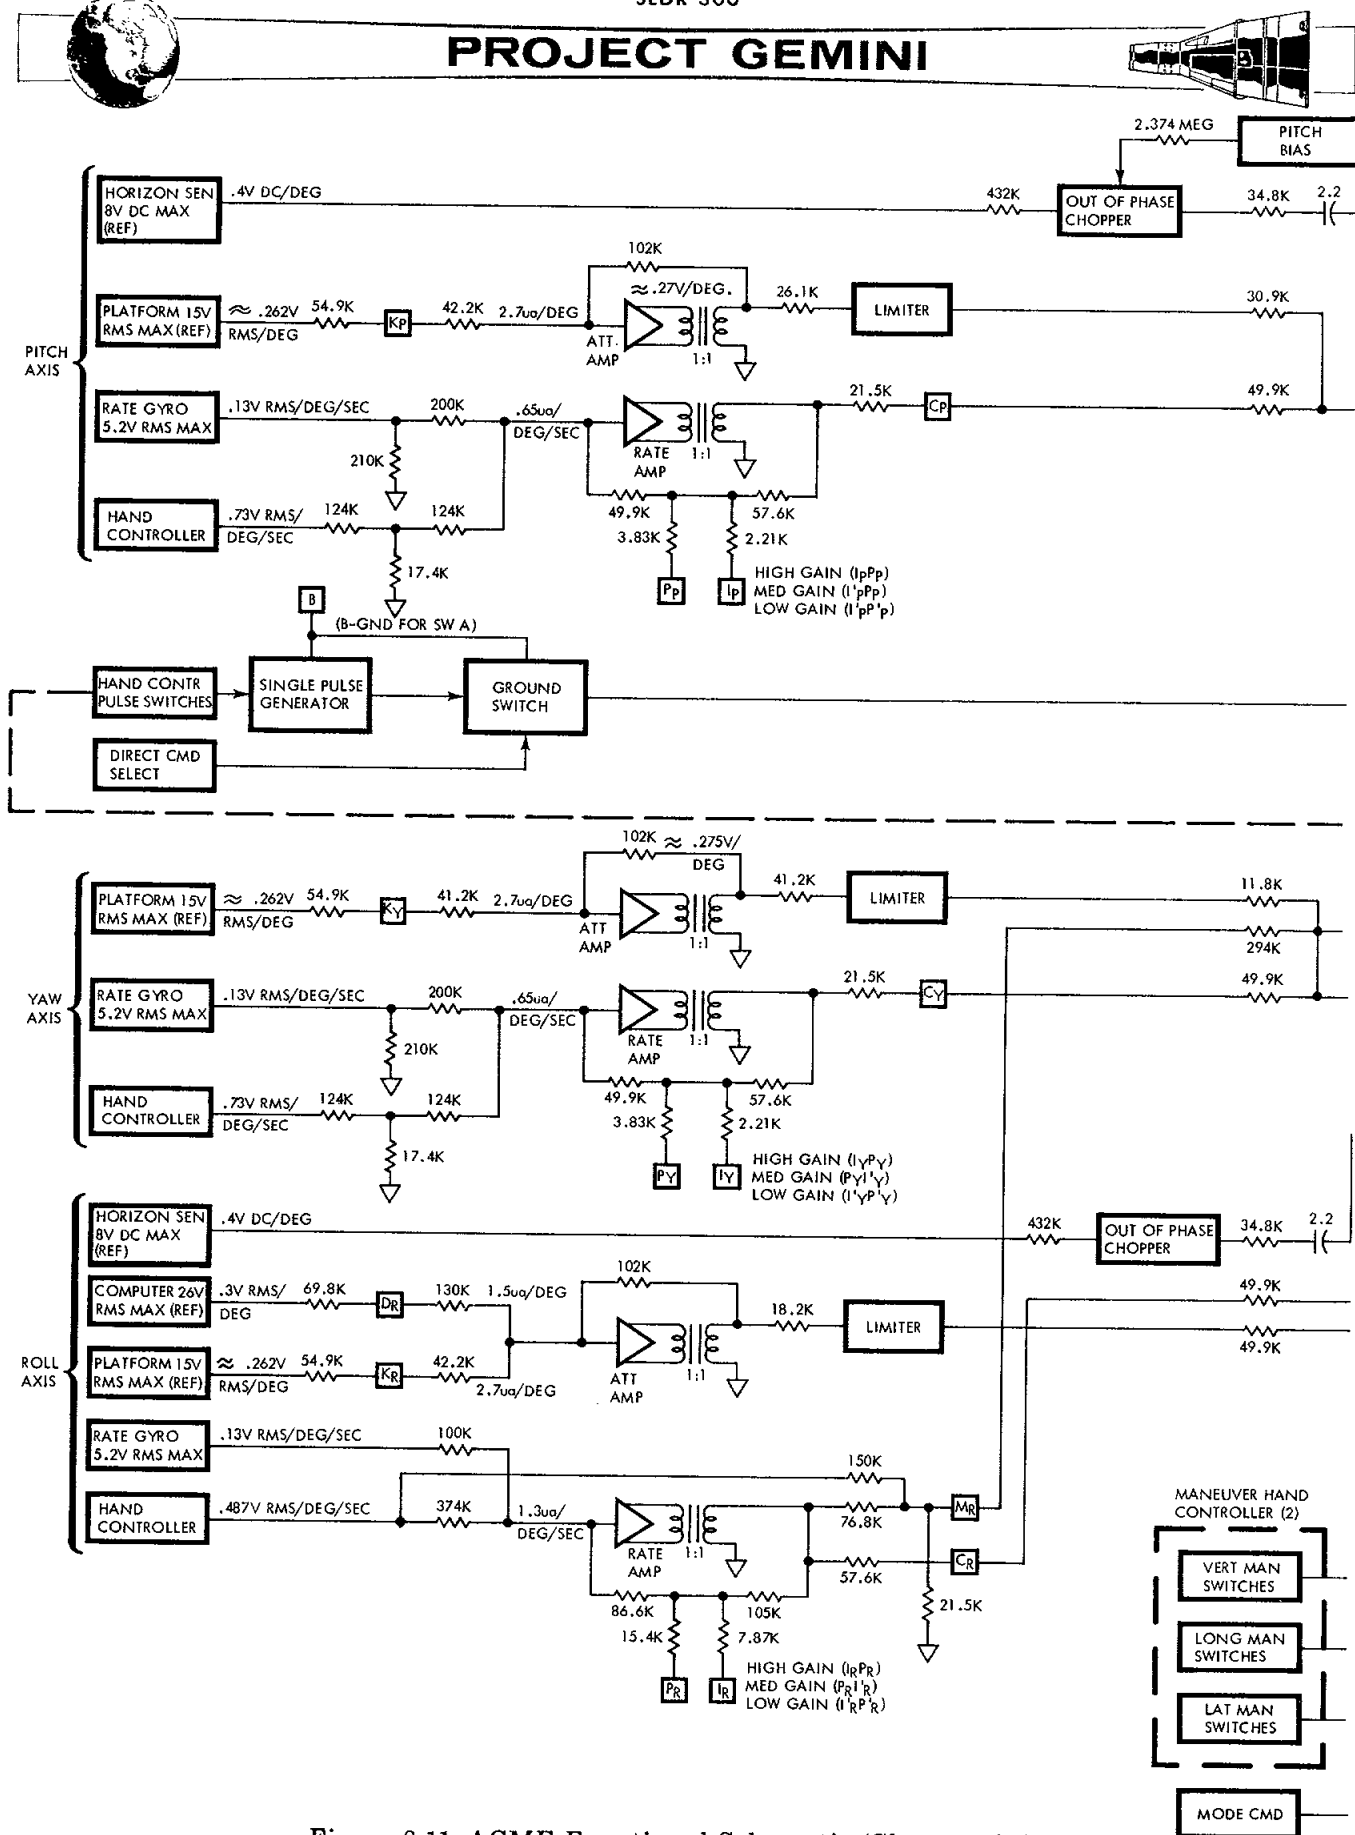 PROJECT GEMINI
2.374 MEG
PITCH
BIAS
HORIZON SEN
8V DC MAX
(REF)
.4V DC/DEG
432K
OUT OF PHASE
CHOPPER
34.8K
2.2
102K
≈ .27V/DEG.
PLATFORM 15V
RMS MAX (REF)
≈ .262V
RMS/DEG
54.9K
KP
42.2K
2.7ua/DEG
ATT.
AMP
1:1
26.1K
LIMITER
30.9K
PITCH
AXIS
RATE GYRO
5.2V RMS MAX
.13V RMS/DEG/SEC
200K
.65ua/
DEG/SEC
210K
RATE
AMP
1:1
21.5K
CP
49.9K
HAND
CONTROLLER
.73V RMS/
DEG/SEC
124K
124K
17.4K
49.9K
57.6K
3.83K
2.21K
PP
IP
HIGH GAIN (IpPp)
MED GAIN (I'pPp)
LOW GAIN (I'pP'p)
B
(B-GND FOR SW A)
HAND CONTR
PULSE SWITCHES
SINGLE PULSE
GENERATOR
GROUND
SWITCH
DIRECT CMD
SELECT
102K
≈ .275V/
DEG
PLATFORM 15V
RMS MAX (REF)
≈ .262V
RMS/DEG
54.9K
KY
41.2K
2.7ua/DEG
ATT
AMP
1:1
41.2K
LIMITER
11.8K
294K
YAW
AXIS
RATE GYRO
5.2V RMS MAX
.13V RMS/DEG/SEC
200K
.65ua/
DEG/SEC
210K
RATE
AMP
1:1
21.5K
CY
49.9K
HAND
CONTROLLER
.73V RMS/
DEG/SEC
124K
124K
17.4K
49.9K
57.6K
3.83K
2.21K
PY
IY
HIGH GAIN (IYPY)
MED GAIN (PYI'Y)
LOW GAIN (I'YP'Y)
HORIZON SEN
8V DC MAX
(REF)
.4V DC/DEG
432K
OUT OF PHASE
CHOPPER
34.8K
2.2
COMPUTER 26V
RMS MAX (REF)
.3V RMS/
DEG
69.8K
DR
130K
1.5ua/DEG
102K
18.2K
LIMITER
49.9K
49.9K
ROLL
AXIS
PLATFORM 15V
RMS MAX (REF)
≈ .262V
RMS/DEG
54.9K
KR
42.2K
2.7ua/DEG
ATT
AMP
1:1
RATE GYRO
5.2V RMS MAX
.13V RMS/DEG/SEC
100K
150K
HAND
CONTROLLER
.487V RMS/DEG/SEC
374K
1.3ua/
DEG/SEC
RATE
AMP
1:1
76.8K
MR
57.6K
CR
86.6K
105K
21.5K
15.4K
7.87K
PR
IR
HIGH GAIN (IRPR)
MED GAIN (PRI'R)
LOW GAIN (I'RP'R)
MANEUVER HAND
CONTROLLER (2)
VERT MAN
SWITCHES
LONG MAN
SWITCHES
LAT MAN
SWITCHES
MODE CMD